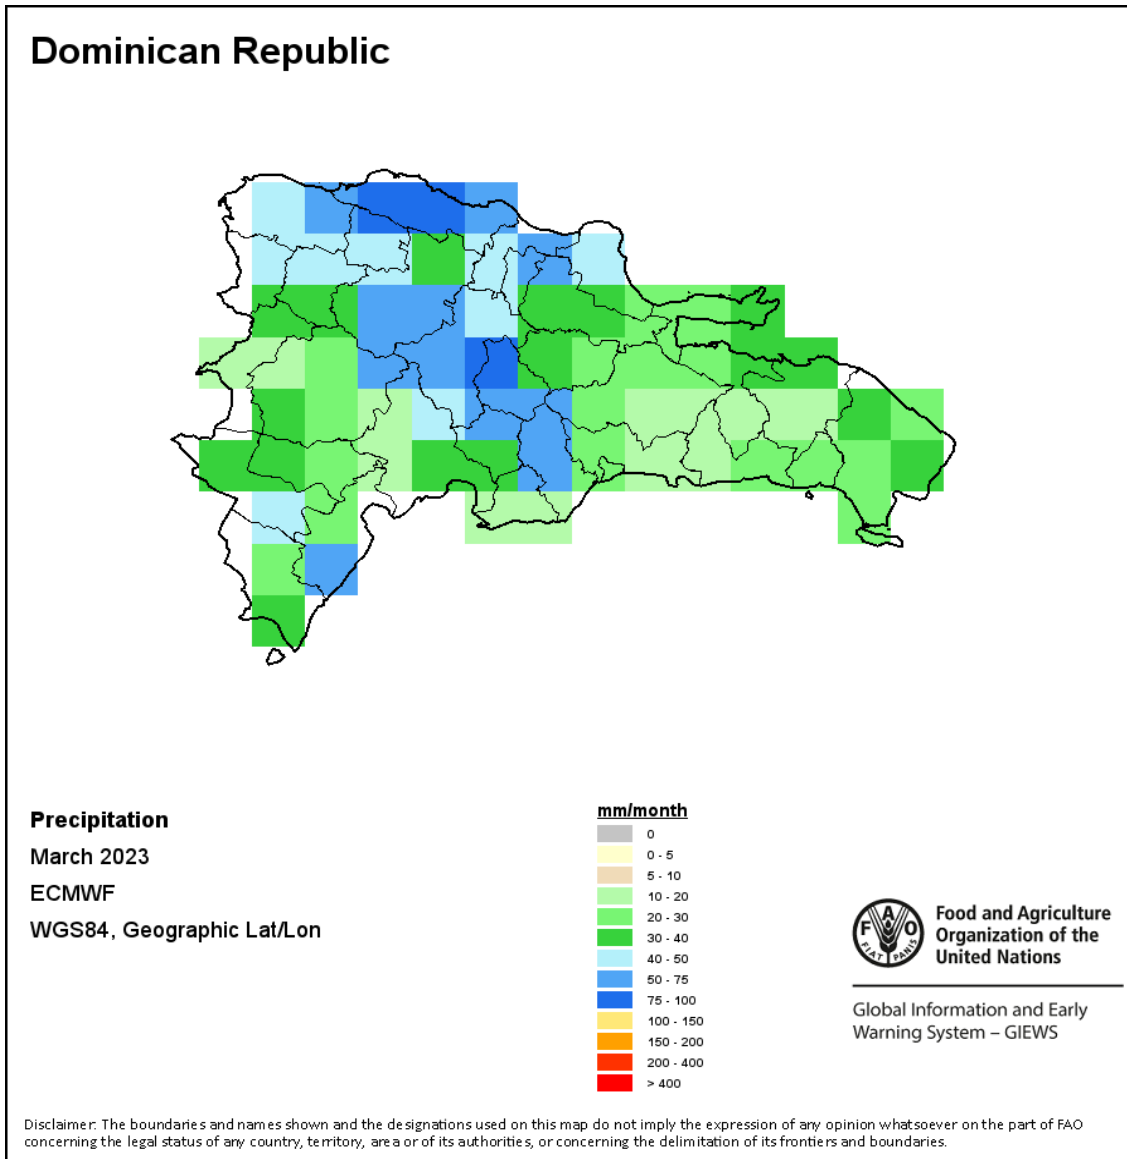 Dominican Republic
Precipitation
March 2023
ECMWF
WGS84, Geographic Lat/Lon
mm/month
0
0 - 5
5 - 10
10 - 20
20 - 30
30 - 40
40 - 50
50 - 75
75 - 100
100 - 150
150 - 200
200 - 400
> 400
F A O
FIAT PANIS
Food and Agriculture
Organization of the
United Nations
Global Information and Early
Warning System – GIEWS
Disclaimer: The boundaries and names shown and the designations used on this map do not imply the expression of any opinion whatsoever on the part of FAO
concerning the legal status of any country, territory, area or of its authorities, or concerning the delimitation of its frontiers and boundaries.